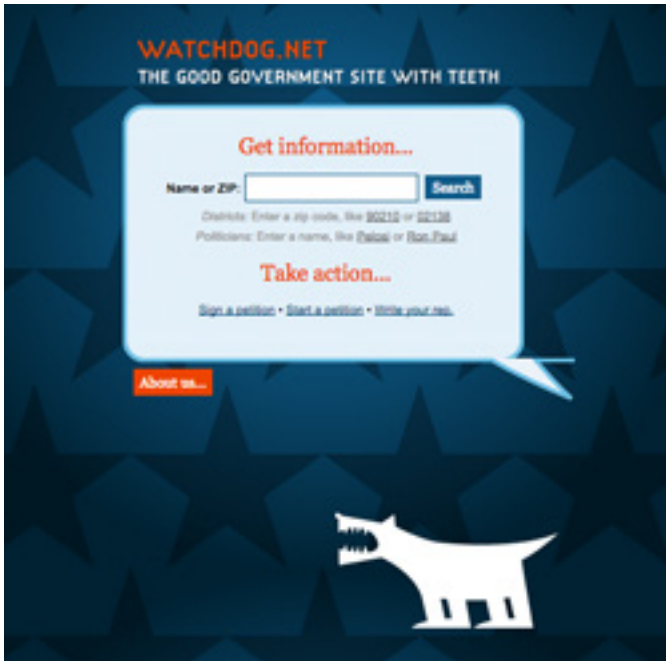 WATCHDOG.NET
THE GOOD GOVERNMENT SITE WITH TEETH
Get information...
Name or ZIP: Search
Districts: Enter a zip code, like 90210 or 02138
Politicians: Enter a name, like Pelosi or Ron Paul
Take action...
Sign a petition • Start a petition • Write your rep.
About us...